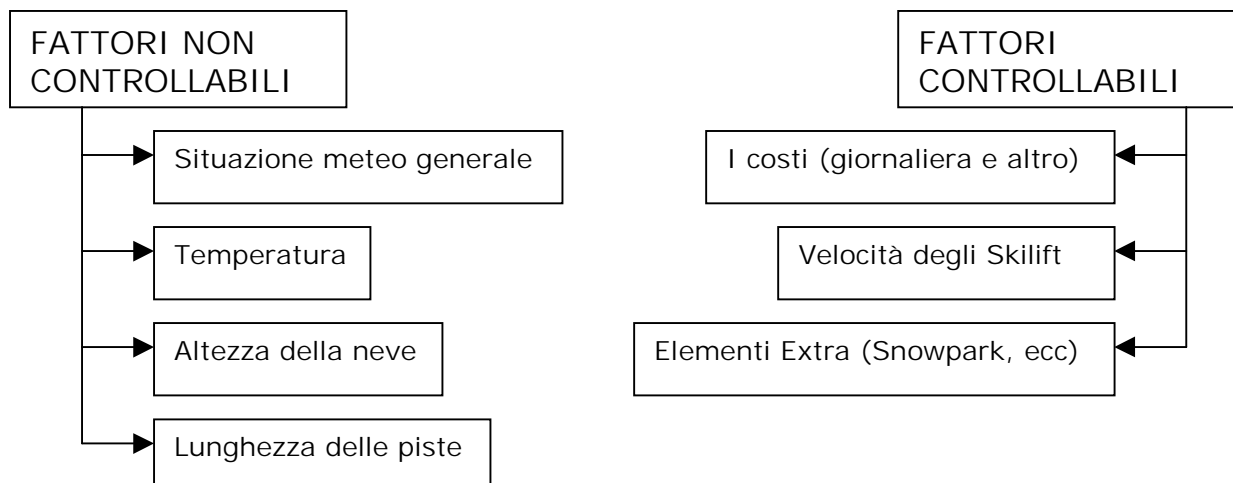 FATTORI NON
CONTROLLABILI
Situazione meteo generale
Temperatura
Altezza della neve
Lunghezza delle piste
FATTORI
CONTROLLABILI
I costi (giornaliera e altro)
Velocità degli Skilift
Elementi Extra (Snowpark, ecc)